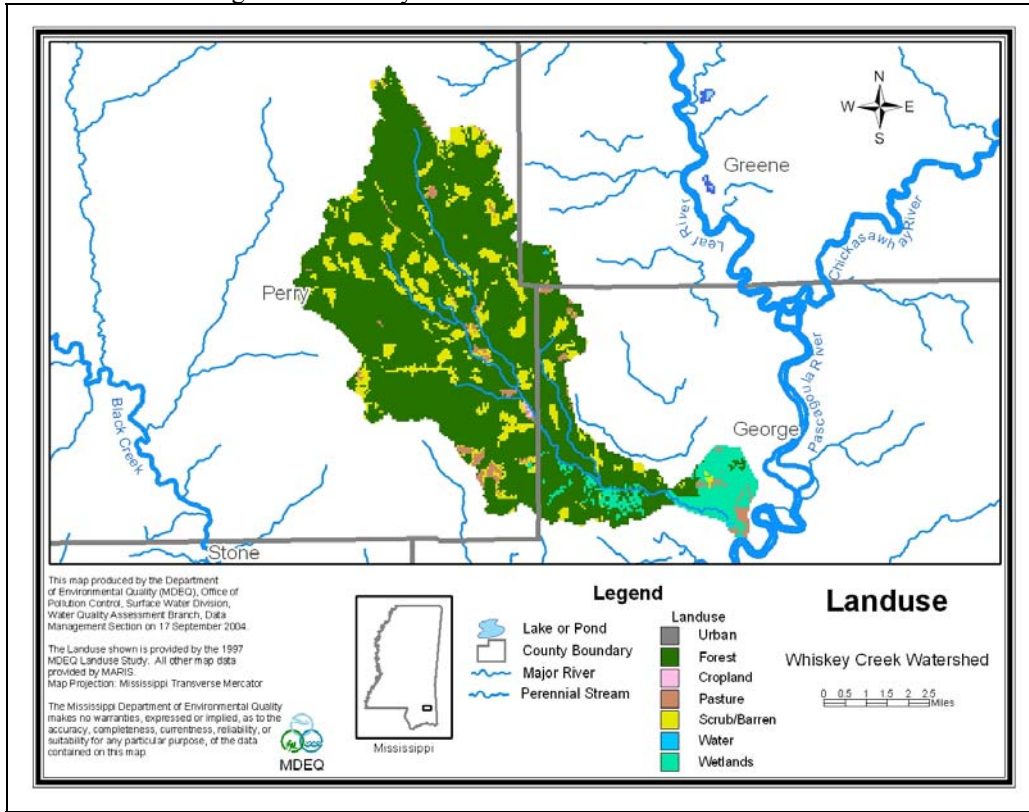 N
W E
S
Greene
Leaf River
Chickasawhay River
Perry
Pascagoula River
George
Black Creek
Stone
This map produced by the Department
of Environmental Quality (MDEQ), Office of
Pollution Control, Surface Water Division,
Water Quality Assessment Branch, Data
Management Section on 17 September 2004.
The Landuse shown is provided by the 1997
MDEQ Landuse Study. All other map data
provided by MARIS.
Map Projection: Mississippi Transverse Mercator
The Mississippi Department of Environmental Quality
makes no warranties, expressed or implied, as to the
accuracy, completeness, currentness, reliability, or
suitability for any particular purpose, of the data
contained on this map.
MDEQ
Mississippi
Legend
Lake or Pond
County Boundary
Major River
Perennial Stream
Landuse
Urban
Forest
Cropland
Pasture
Scrub/Barren
Water
Wetlands
Landuse
Whiskey Creek Watershed
0 0.5 1 1.5 2 2.5
Miles